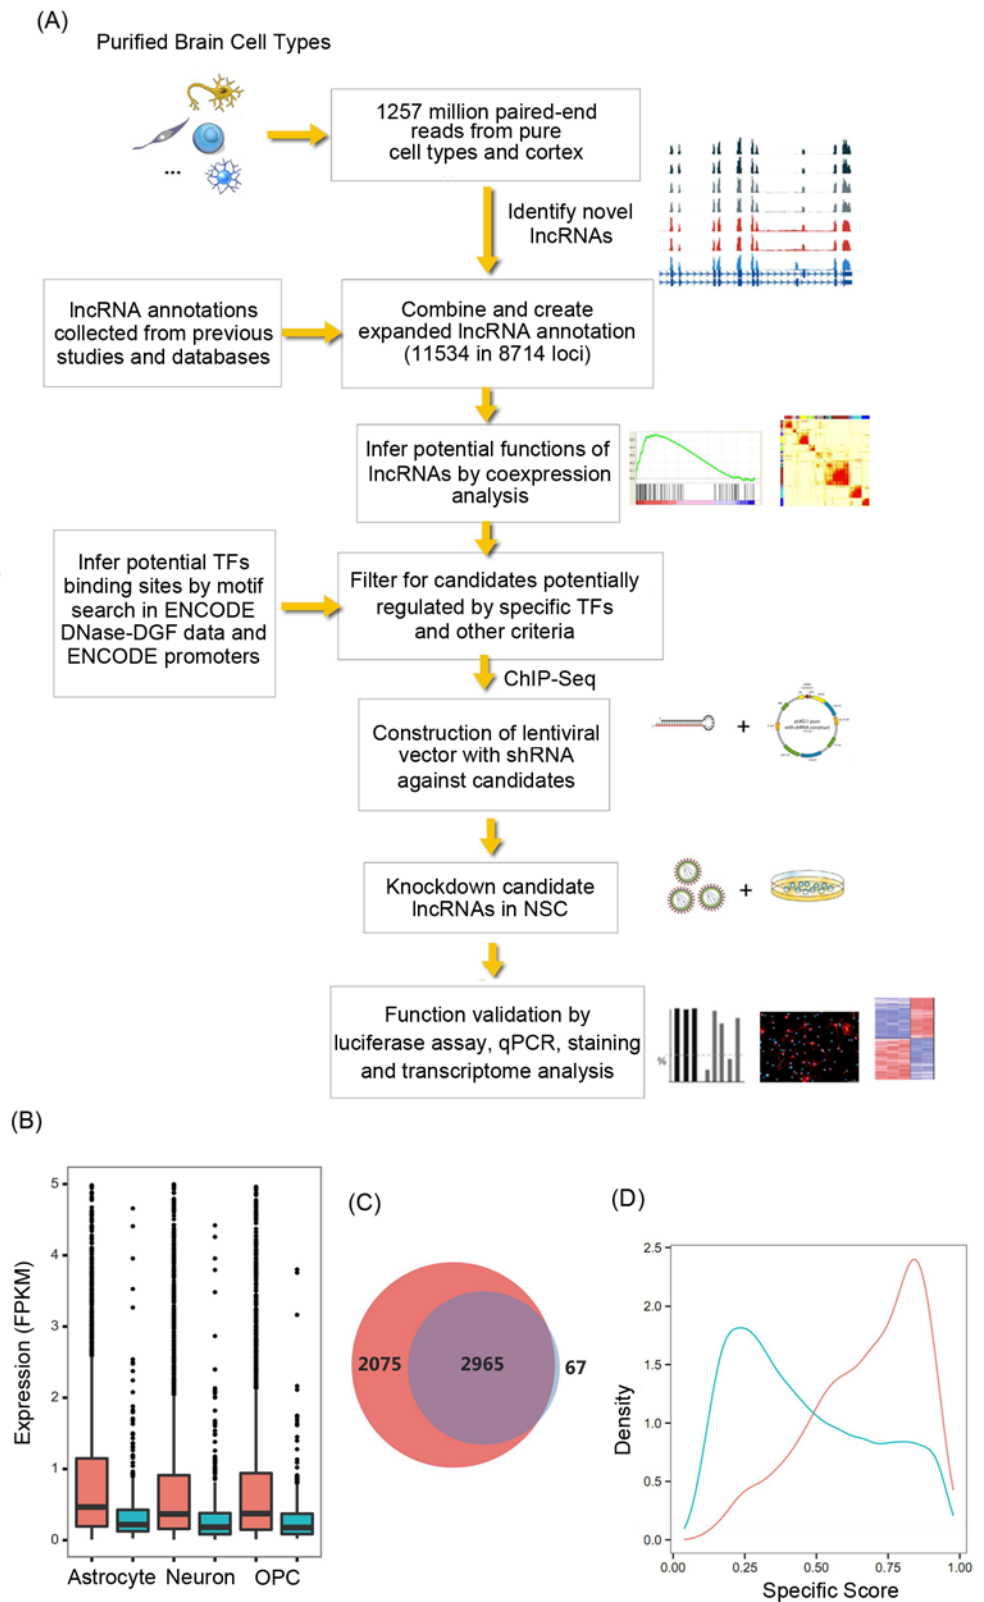 (A)
Purified Brain Cell Types
...
1257 million paired-end
reads from pure
cell types and cortex
Identify novel
lncRNAs
lncRNA annotations
collected from previous
studies and databases
Combine and create
expanded lncRNA annotation
(11534 in 8714 loci)
Infer potential functions of
lncRNAs by coexpression
analysis
Infer potential TFs
binding sites by motif
search in ENCODE
DNase-DGF data and
ENCODE promoters
Filter for candidates potentially
regulated by specific TFs
and other criteria
ChIP-Seq
Construction of lentiviral
vector with shRNA
against candidates
+
pLKO.1 puro
with shRNA construct
Knockdown candidate
lncRNAs in NSC
+
Function validation by
luciferase assay, qPCR, staining
and transcriptome analysis
%
(B)
Expression (FPKM)
5
4
3
2
1
0
Astrocyte Neuron OPC
(C)
2075
2965
67
(D)
Density
2.5
2.0
1.5
1.0
0.5
0.0
0.00 0.25 0.50 0.75 1.00
Specific Score